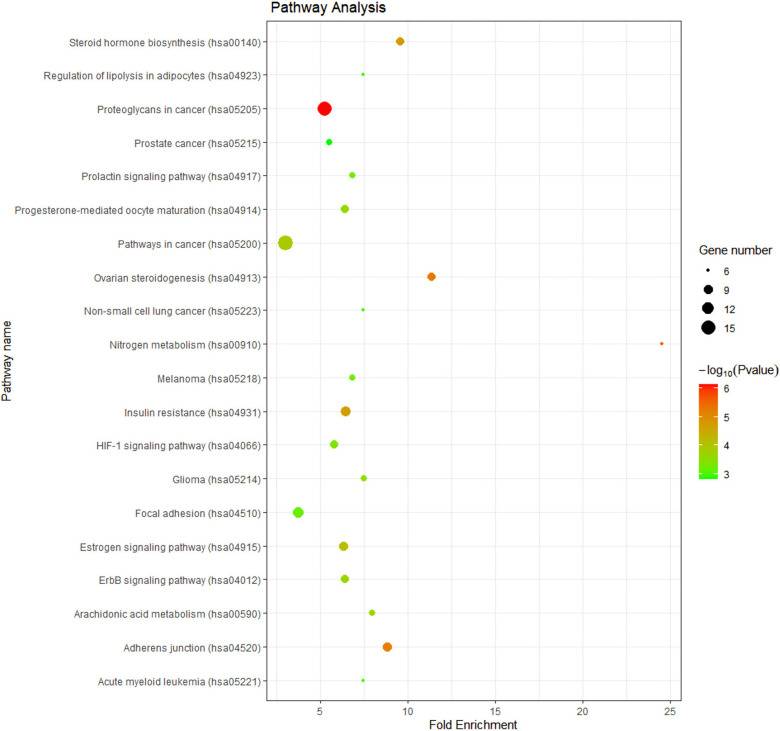 Pathway Analysis
Steroid hormone biosynthesis (hsa00140)
Regulation of lipolysis in adipocytes (hsa04923)
Proteoglycans in cancer (hsa05205)
Prostate cancer (hsa05215)
Prolactin signaling pathway (hsa04917)
Progesterone-mediated oocyte maturation (hsa04914)
Pathways in cancer (hsa05200)
Ovarian steroidogenesis (hsa04913)
Non-small cell lung cancer (hsa05223)
Nitrogen metabolism (hsa00910)
Melanoma (hsa05218)
Insulin resistance (hsa04931)
HIF-1 signaling pathway (hsa04066)
Glioma (hsa05214)
Focal adhesion (hsa04510)
Estrogen signaling pathway (hsa04915)
ErbB signaling pathway (hsa04012)
Arachidonic acid metabolism (hsa00590)
Adherens junction (hsa04520)
Acute myeloid leukemia (hsa05221)
Pathway name
5 10 15 20 25
Fold Enrichment
Gene number
6
9
12
15
−log10(Pvalue)
6
5
4
3